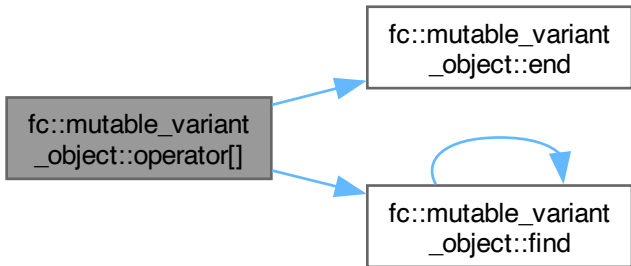 fc::mutable_variant
_object::operator[]
fc::mutable_variant
_object::end
fc::mutable_variant
_object::find